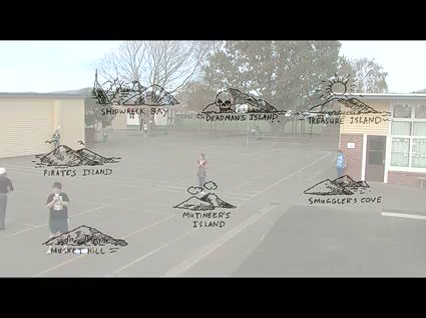 SHIPWRECK BAY
DEADMAN'S ISLAND
TREASURE ISLAND
PIRATE'S ISLAND
MUTINEER'S
ISLAND
SMUGGLER'S COVE
MUSKET HILL